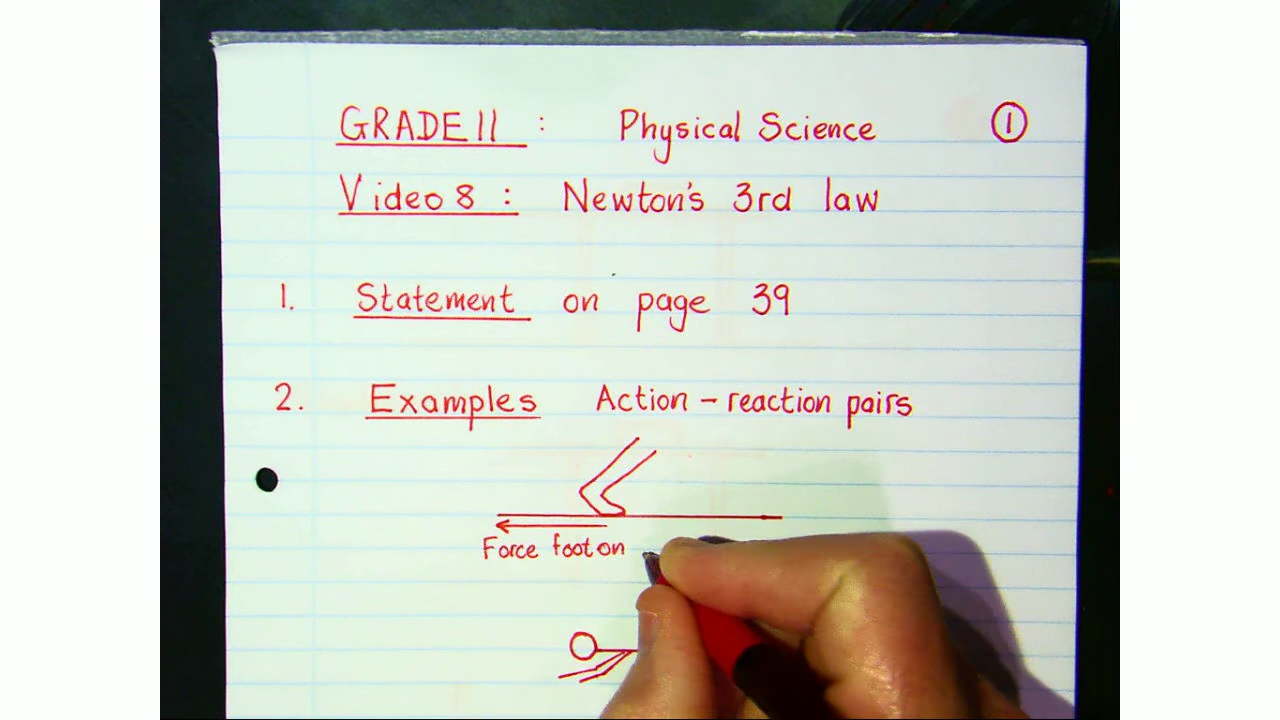 GRADE 11 : Physical Science 1
Video 8 : Newton's 3rd law
1. Statement on page 39
2. Examples Action - reaction pairs
Force foot on